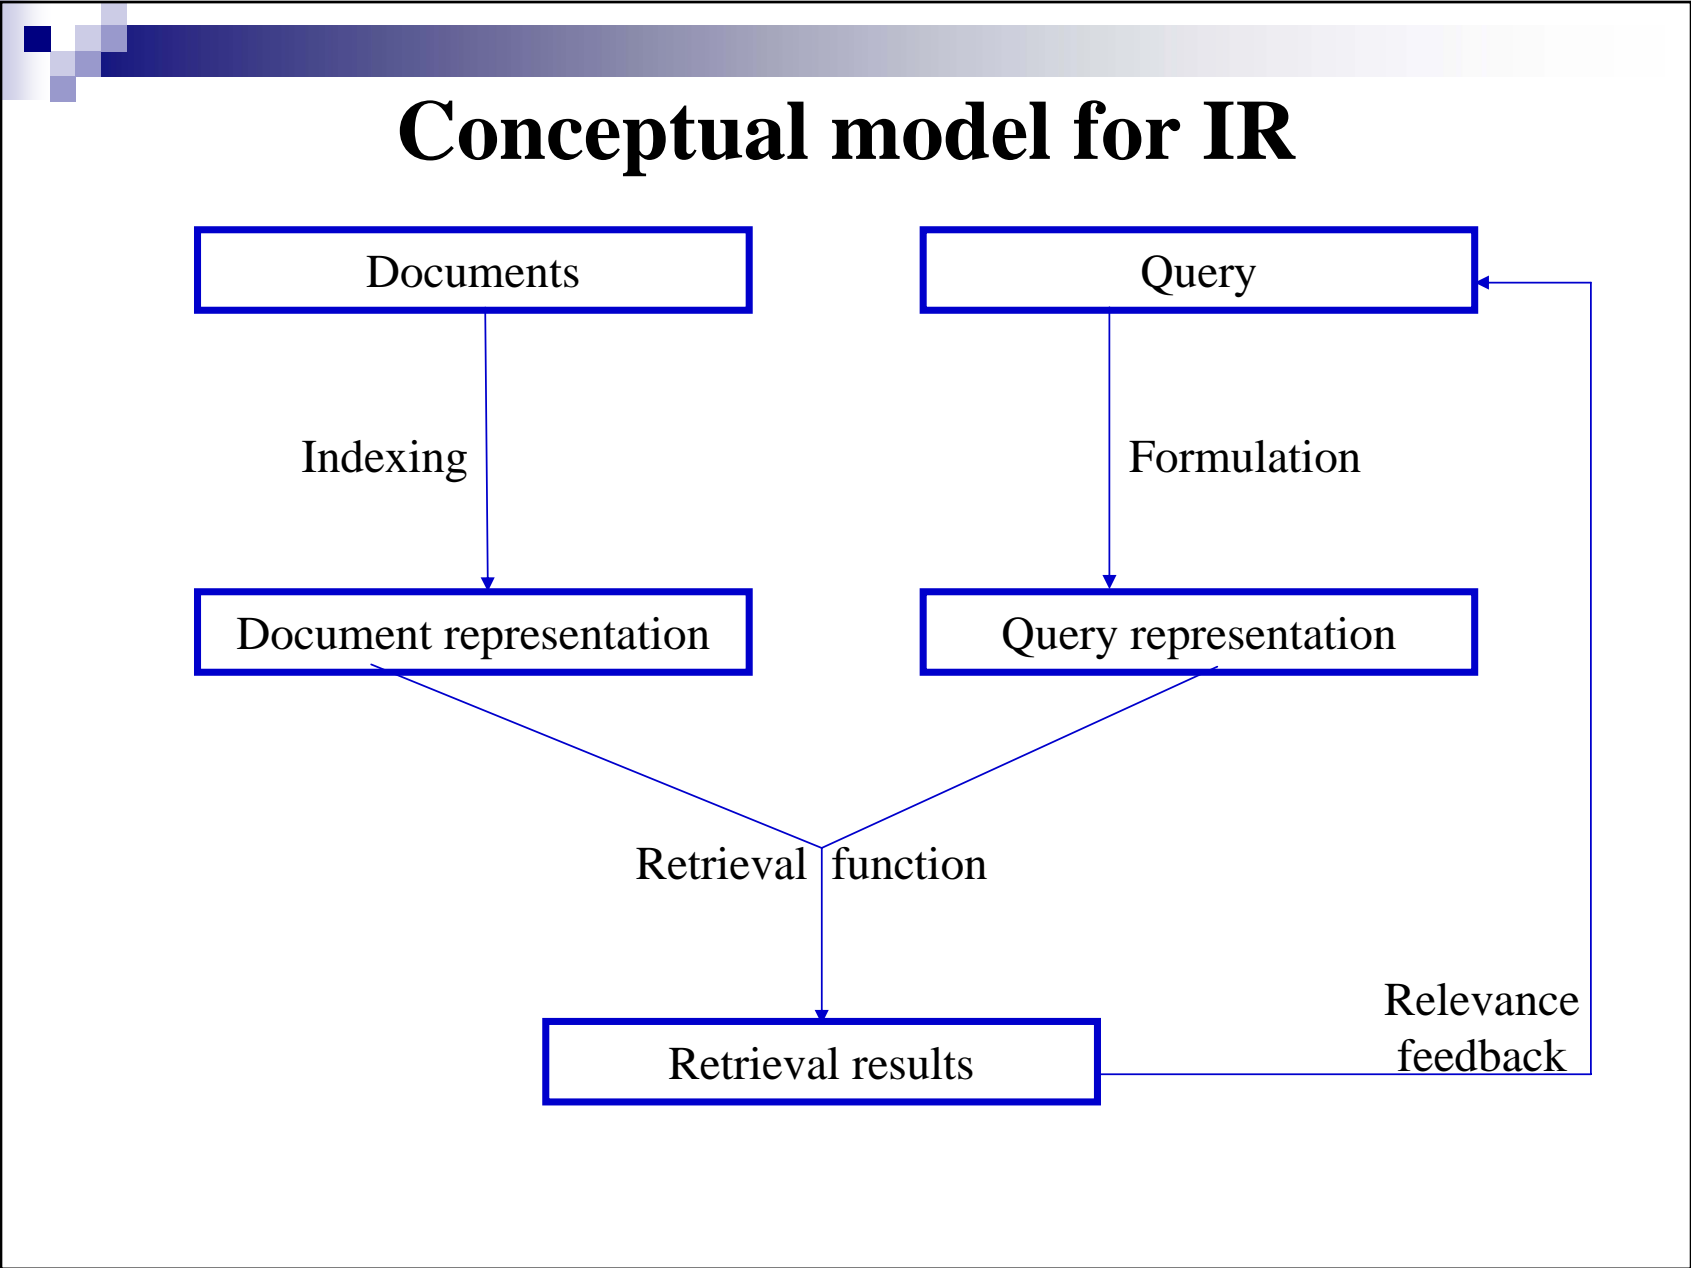 Conceptual model for IR
Documents
Query
Indexing
Formulation
Document representation
Query representation
Retrieval function
Relevance
feedback
Retrieval results